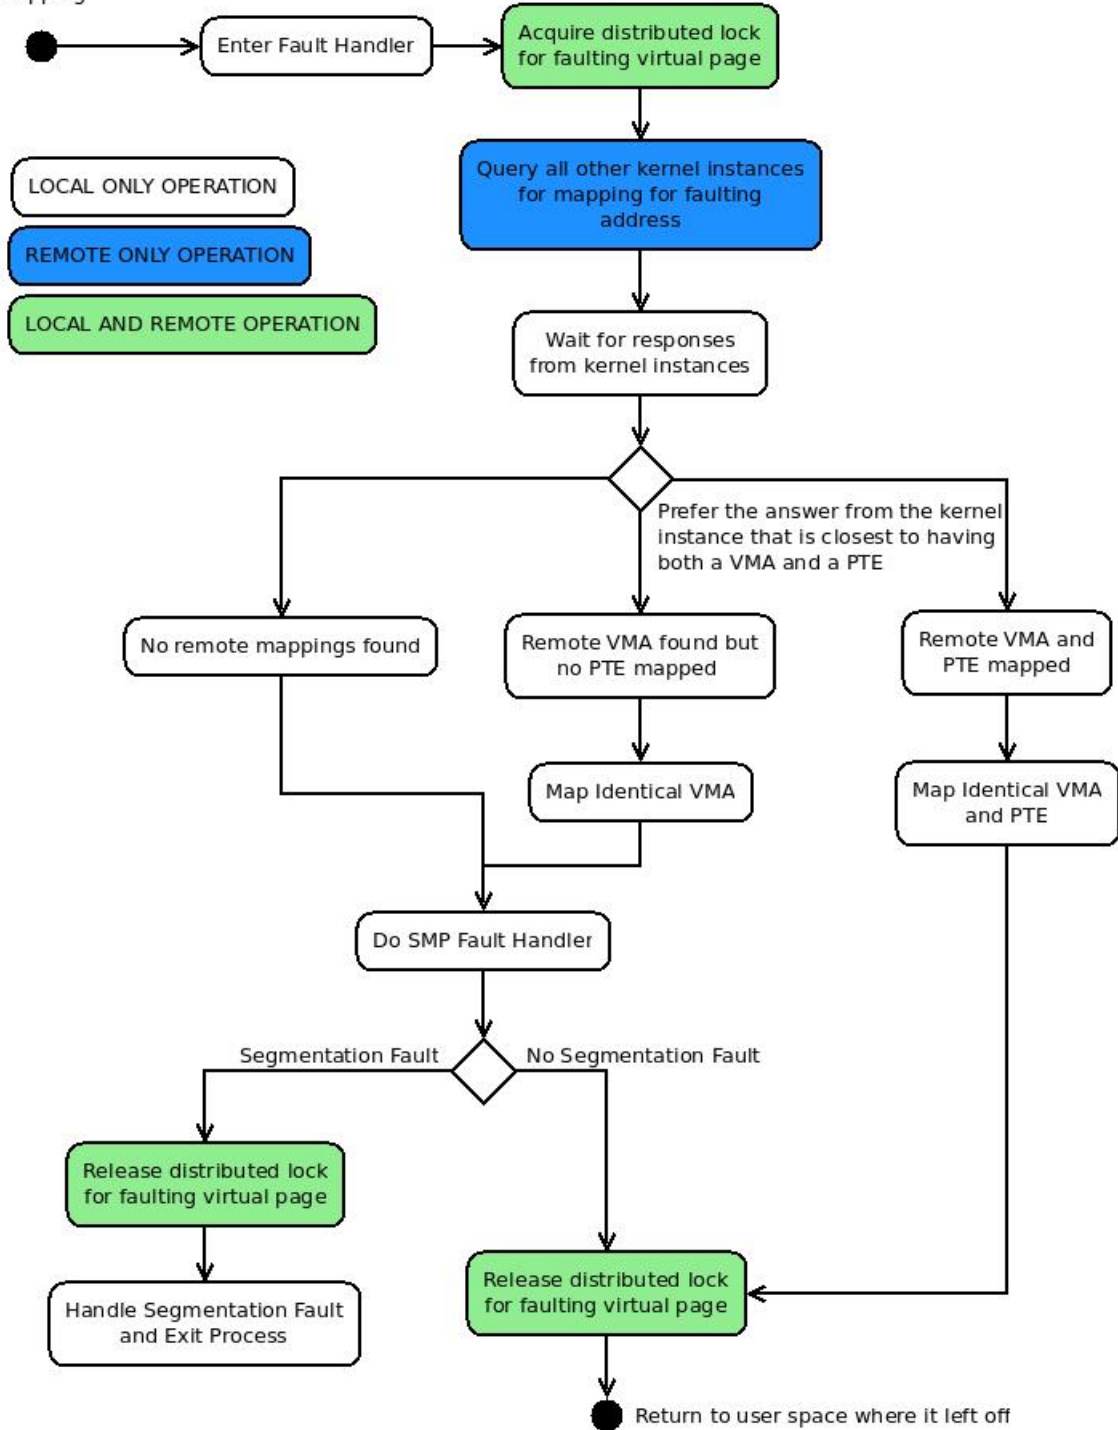 Enter Fault Handler
Acquire distributed lock
for faulting virtual page
LOCAL ONLY OPERATION
REMOTE ONLY OPERATION
LOCAL AND REMOTE OPERATION
Query all other kernel instances
for mapping for faulting
address
Wait for responses
from kernel instances
Prefer the answer from the kernel
instance that is closest to having
both a VMA and a PTE
No remote mappings found
Remote VMA found but
no PTE mapped
Remote VMA and
PTE mapped
Map Identical VMA
Map Identical VMA
and PTE
Do SMP Fault Handler
Segmentation Fault
No Segmentation Fault
Release distributed lock
for faulting virtual page
Handle Segmentation Fault
and Exit Process
Release distributed lock
for faulting virtual page
Return to user space where it left off